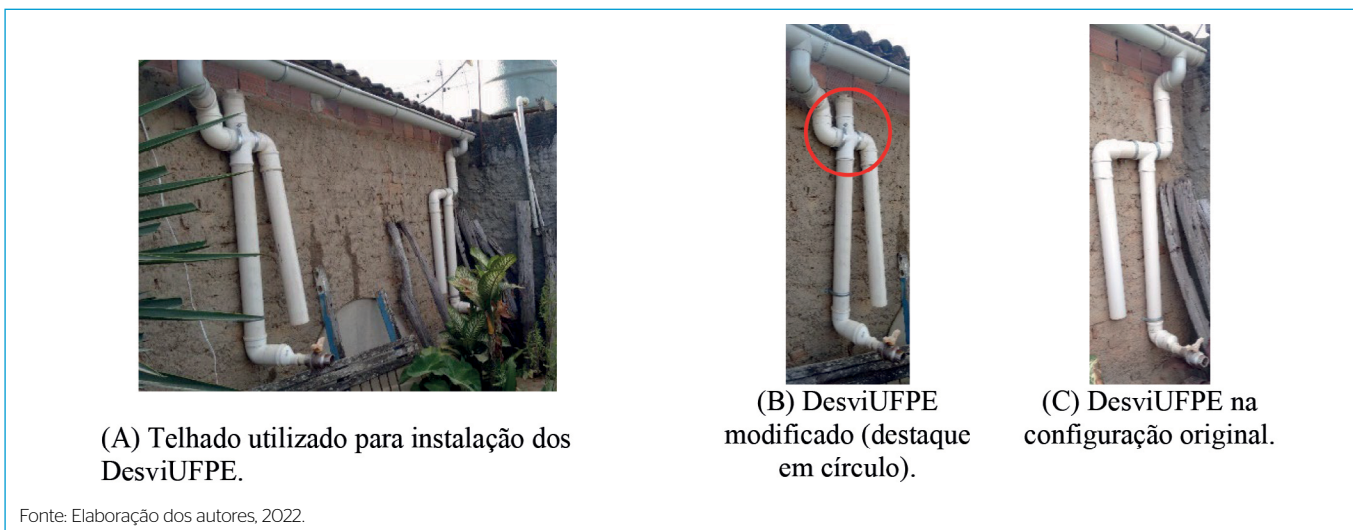 (A) Telhado utilizado para instalação dos
DesviUFPE.
(B) DesviUFPE
modificado (destaque
em círculo).
(C) DesviUFPE na
configuração original.
Fonte: Elaboração dos autores, 2022.